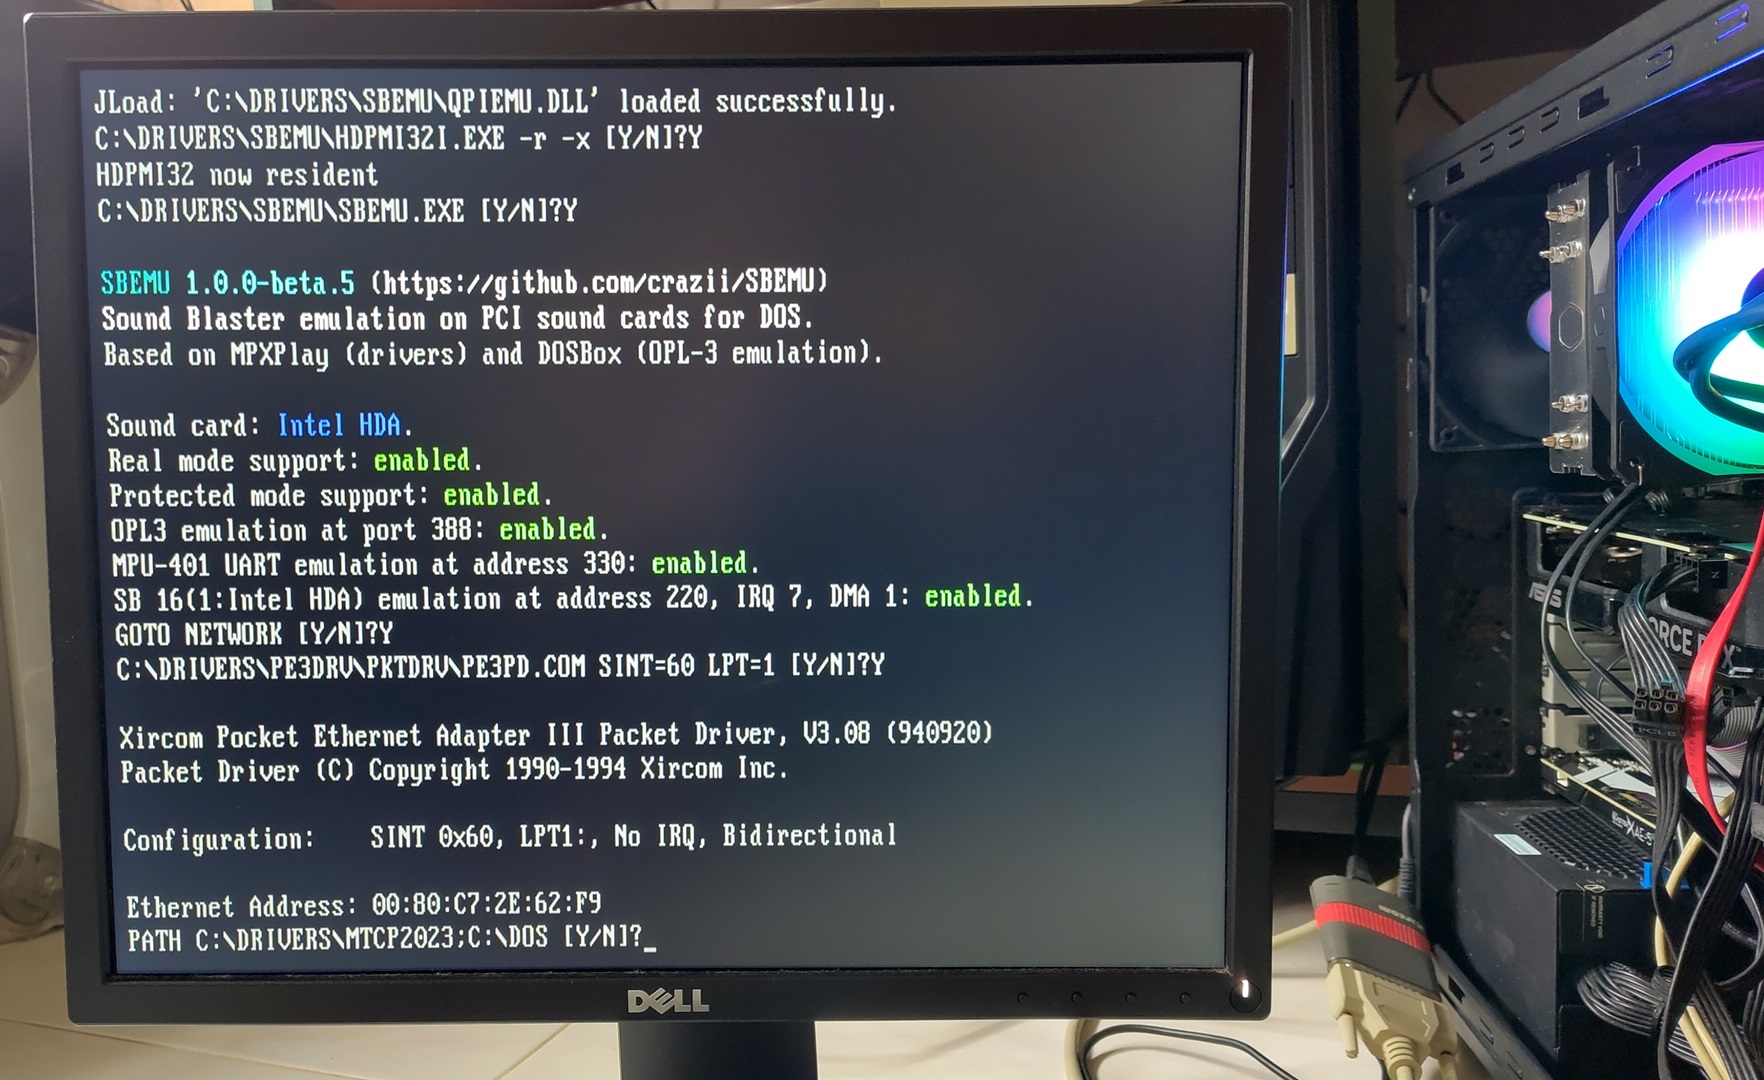 JLoad: 'C:\DRIVERS\SBEMU\QPIEMU.DLL' loaded successfully.
C:\DRIVERS\SBEMU\HDPMI32I.EXE -r -x [Y/N]?Y
HDPMI32 now resident
C:\DRIVERS\SBEMU\SBEMU.EXE [Y/N]?Y
SBEMU 1.0.0-beta.5 (https://github.com/crazii/SBEMU)
Sound Blaster emulation on PCI sound cards for DOS.
Based on MPXPlay (drivers) and DOSBox (OPL-3 emulation).
Sound card: Intel HDA.
Real mode support: enabled.
Protected mode support: enabled.
OPL3 emulation at port 388: enabled.
MPU-401 UART emulation at address 330: enabled.
SB 16(1:Intel HDA) emulation at address 220, IRQ 7, DMA 1: enabled.
GOTO NETWORK [Y/N]?Y
C:\DRIVERS\PE3DRV\PKTDRV\PE3PD.COM SINT=60 LPT=1 [Y/N]?Y
Xircom Pocket Ethernet Adapter III Packet Driver, V3.08 (940920)
Packet Driver (C) Copyright 1990-1994 Xircom Inc.
Configuration: SINT 0x60, LPT1:, No IRQ, Bidirectional
Ethernet Address: 00:80:C7:2E:62:F9
PATH C:\DRIVERS\MTCP2023;C:\DOS [Y/N]?_
DELL
ASUS
ORCE RTX
PCI-E